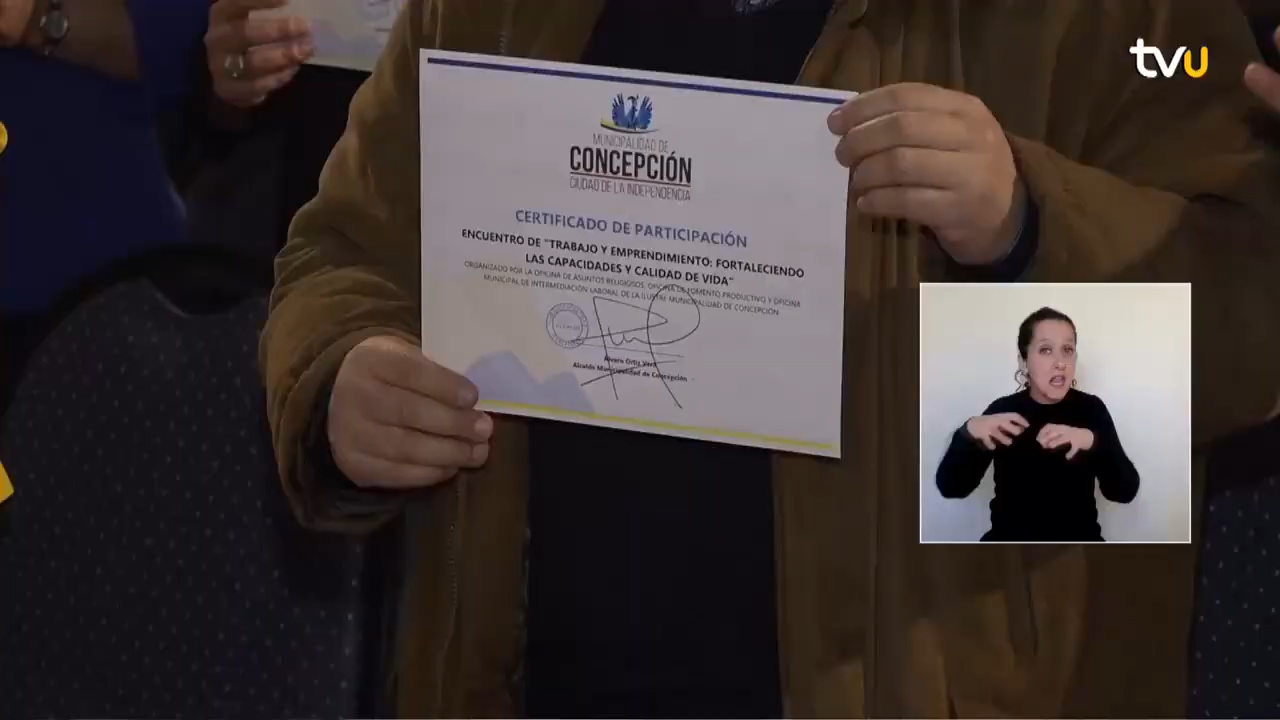 tvu
MUNICIPALIDAD DE
CONCEPCIÓN
CIUDAD DE LA INDEPENDENCIA
CERTIFICADO DE PARTICIPACIÓN
ENCUENTRO DE "TRABAJO Y EMPRENDIMIENTO: FORTALECIENDO
LAS CAPACIDADES Y CALIDAD DE VIDA"
ORGANIZADO POR LA OFICINA DE ASUNTOS RELIGIOSOS, OFICINA DE FOMENTO PRODUCTIVO Y OFICINA
MUNICIPAL DE INTERMEDIACIÓN LABORAL DE LA ILUSTRE MUNICIPALIDAD DE CONCEPCIÓN
Álvaro Ortiz Vera
Alcalde Municipalidad de Concepción